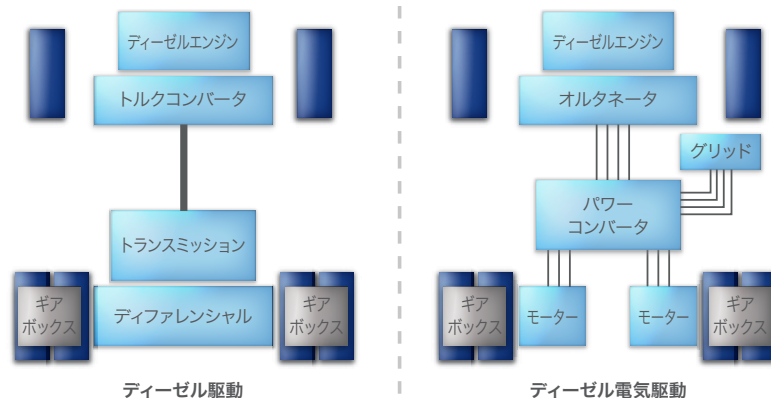 ディーゼルエンジン
トルクコンバータ
トランスミッション
ギア
ボックス
ディファレンシャル
ギア
ボックス
ディーゼル駆動
ディーゼルエンジン
オルタネータ
グリッド
パワー
コンバータ
ギア
ボックス
モーター
モーター
ギア
ボックス
ディーゼル電気駆動